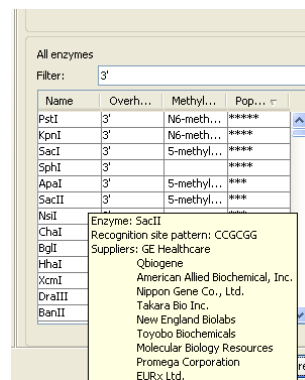 All enzymes
Filter: 3'
Name Overh... Methyl... Pop...
PstI 3' N6-meth... *****
KpnI 3' N6-meth... ****
SacI 3' 5-methyl... ****
SphI 3' ****
ApaI 3' 5-methyl... ***
SacII 3' 5-methyl... ***
NsiI
ChaI
BglI
HhaI
XcmI
DraIII
BanII
Enzyme: SacII
Recognition site pattern: CCGCGG
Suppliers: GE Healthcare
Qbiogene
American Allied Biochemical, Inc.
Nippon Gene Co., Ltd.
Takara Bio Inc.
New England Biolabs
Toyobo Biochemicals
Molecular Biology Resources
Promega Corporation
EURx Ltd.